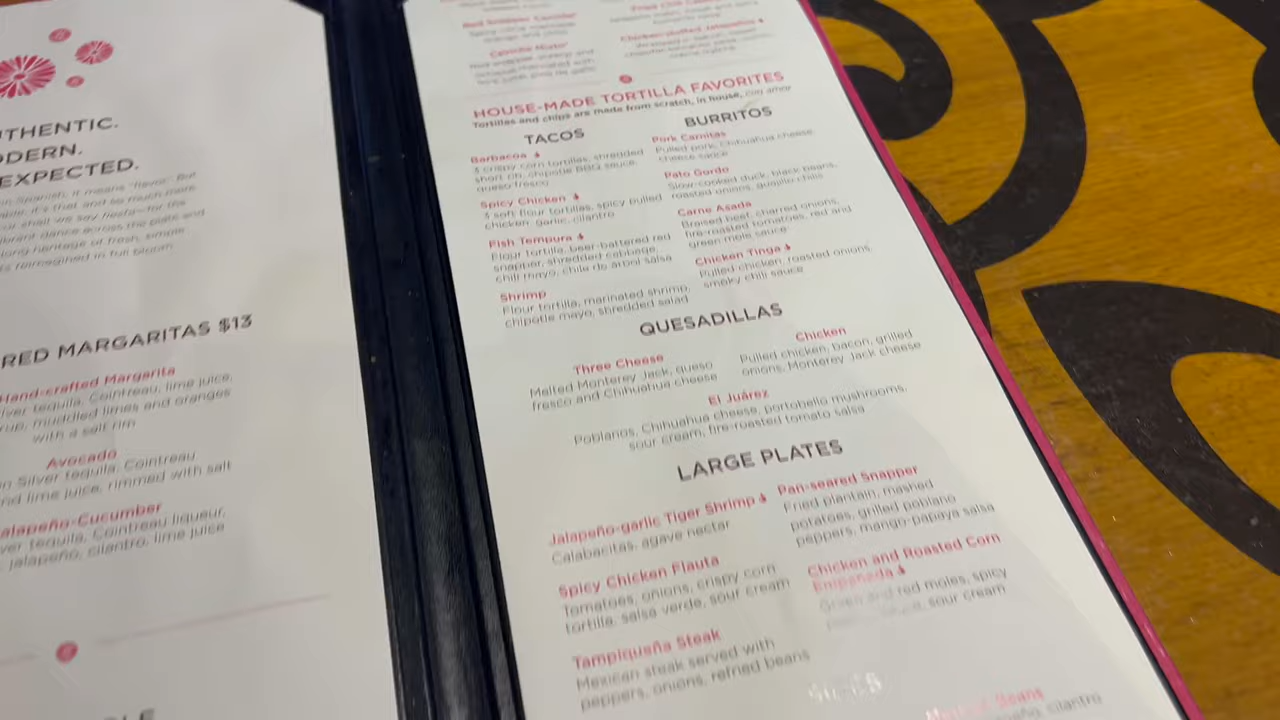 THENTIC.
DERN.
EXPECTED.
RED MARGARITAS $13
Hand-crafted Margarita
tequila, Cointreau, lime juice,
muddled limes and oranges
with a salt rim
Avocado
Silver tequila, Cointreau
and lime juice, rimmed with salt
Jalapeño-Cucumber
tequila, Cointreau liqueur,
jalapeño, cilantro, lime juice
HOUSE-MADE TORTILLA FAVORITES
Tortillas and chips are made from scratch, in house, con amor
TACOS
Barbacoa
3 crispy corn tortillas, shredded
short rib, chipotle BBQ sauce,
queso fresco
Spicy Chicken
3 soft flour tortillas, spicy pulled
chicken, garlic, cilantro
Fish Tempura
Flour tortilla, beer-battered red
snapper, shredded cabbage,
chili mayo, chile de árbol salsa
Shrimp
Flour tortilla, marinated shrimp,
chipotle mayo, shredded salad
BURRITOS
Pork Carnitas
Pulled pork, Chihuahua cheese,
cheese sauce
Pato Gordo
Slow-cooked duck, black beans,
roasted onions, guajillo chilis
Carne Asada
Braised beef, charred onions,
fire-roasted tomatoes, red and
green mole sauce
Chicken Tinga
Pulled chicken, roasted onions,
smoky chili sauce
QUESADILLAS
Three Cheese
Melted Monterey Jack, queso
fresco and Chihuahua cheese
Chicken
Pulled chicken, bacon, grilled
onions, Monterey Jack cheese
El Juárez
Poblanos, Chihuahua cheese, portobello mushrooms,
sour cream, fire-roasted tomato salsa
LARGE PLATES
Jalapeño-garlic Tiger Shrimp
Calabacitas, agave nectar
Spicy Chicken Flauta
Tomatoes, onions, crispy corn
tortilla, salsa verde, sour cream
Tampiqueña Steak
Mexican steak served with
peppers, onions, refried beans
Pan-seared Snapper
Fried plantain, mashed
potatoes, grilled poblano
peppers, mango-papaya salsa
Chicken and Roasted Corn
Empanada
Green and red moles, spicy
sour cream
SIDES
Beans
cilantro